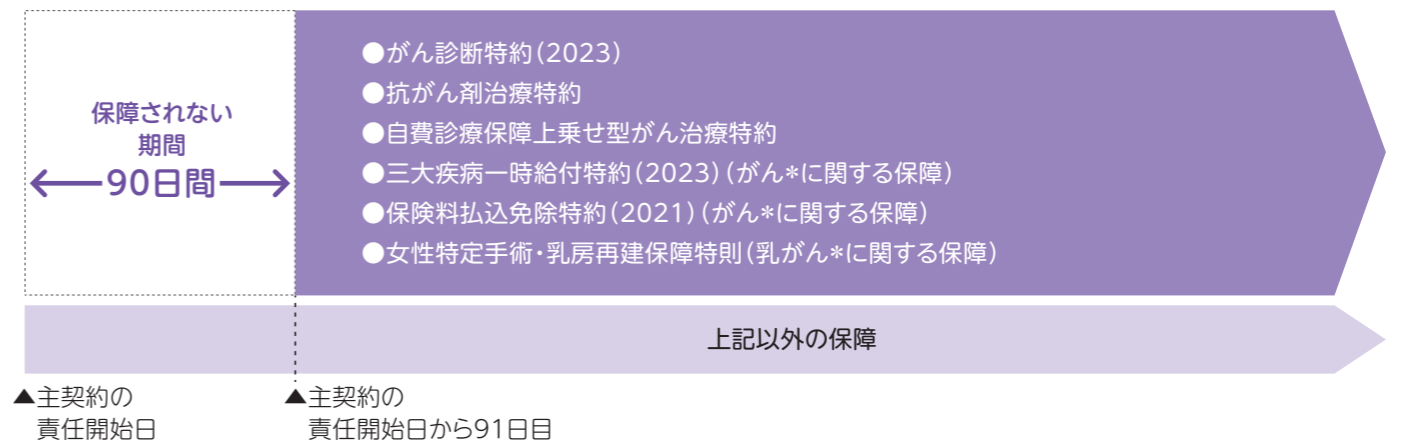 保障されない
期間
90日間
●がん診断特約(2023)
●抗がん剤治療特約
●自費診療保障上乗せ型がん治療特約
●三大疾病一時給付特約(2023)(がん*に関する保障)
●保険料払込免除特約(2021)(がん*に関する保障)
●女性特定手術・乳房再建保障特則(乳がん*に関する保障)
上記以外の保障
▲主契約の
責任開始日
▲主契約の
責任開始日から91日目